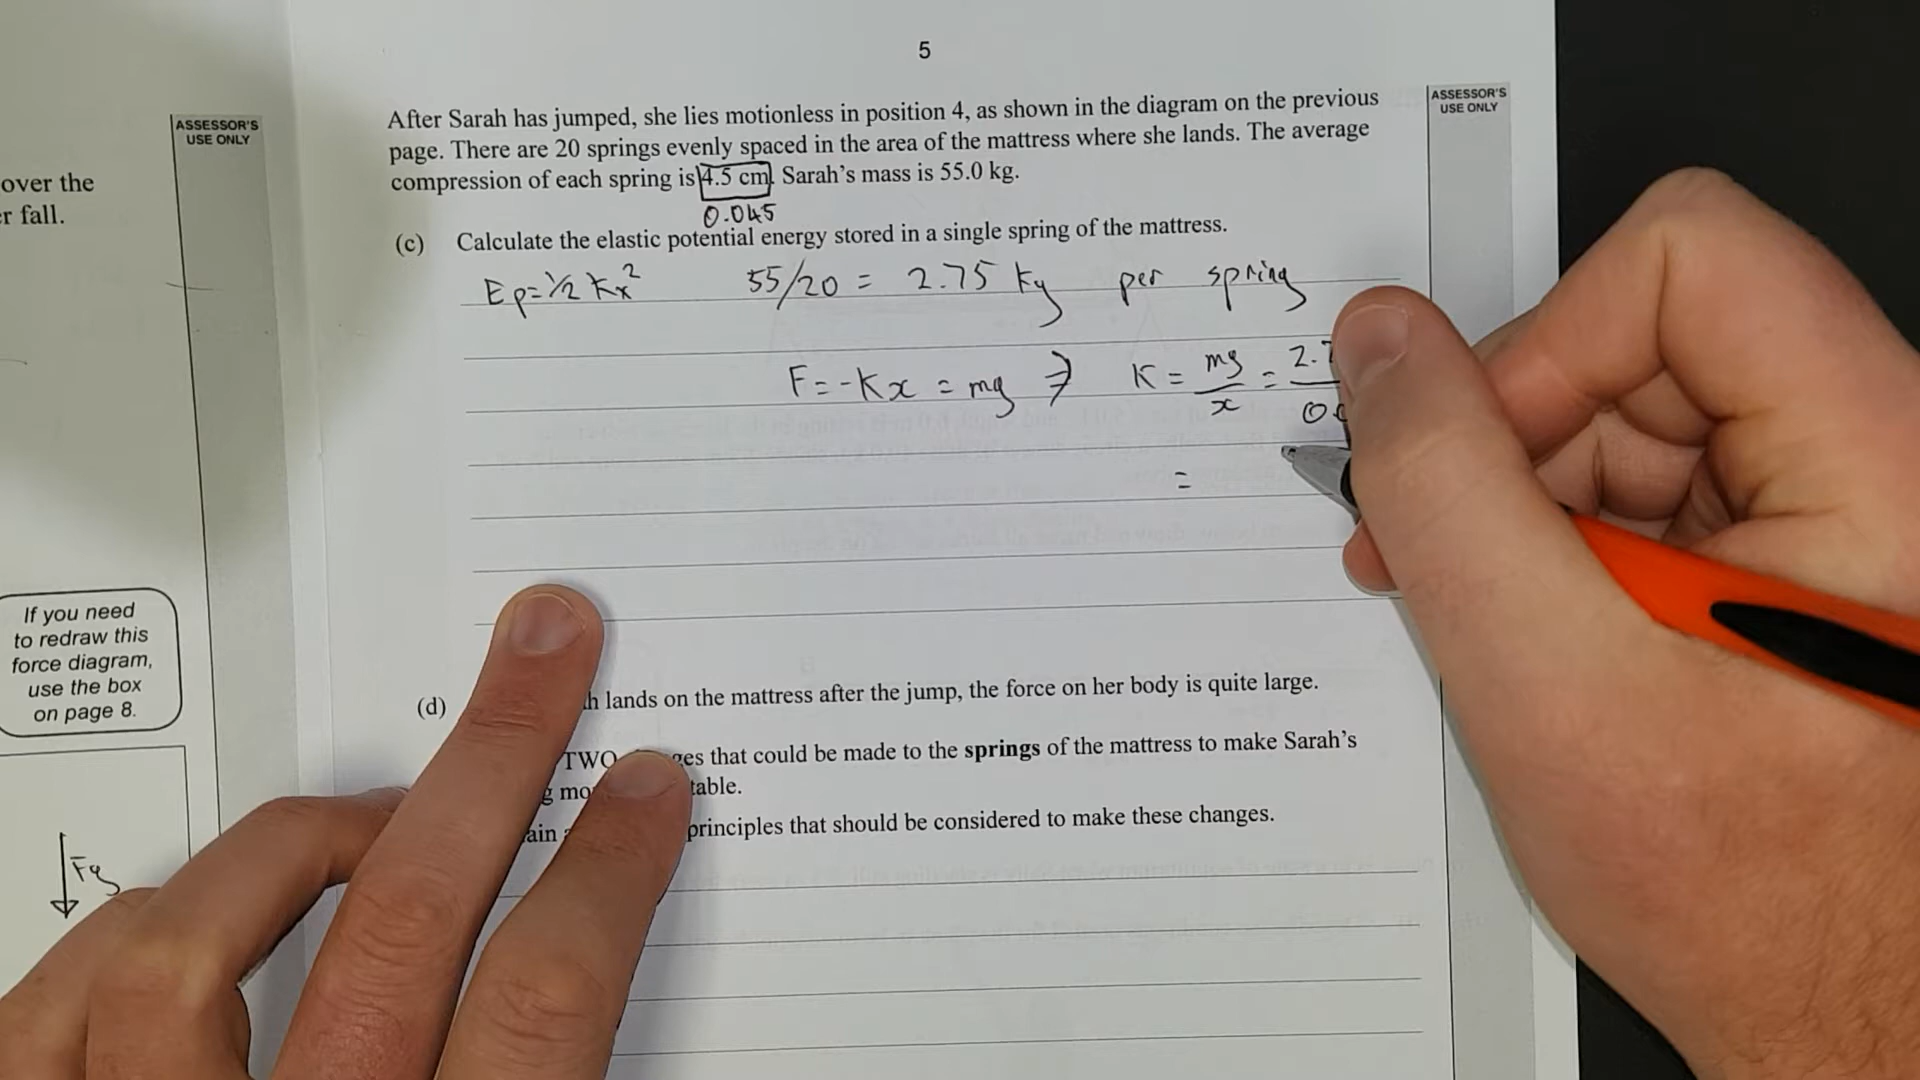 5
ASSESSOR'S
USE ONLY
over the
r fall.
If you need
to redraw this
force diagram,
use the box
on page 8.
Fg
ASSESSOR'S
USE ONLY
After Sarah has jumped, she lies motionless in position 4, as shown in the diagram on the previous
page. There are 20 springs evenly spaced in the area of the mattress where she lands. The average
compression of each spring is 4.5 cm. Sarah's mass is 55.0 kg.
0.045
(c) Calculate the elastic potential energy stored in a single spring of the mattress.
Ep=½ Kx² 55/20 = 2.75 kg per spring
F = -Kx = mg ⇒ K = mg/x = 2.
=
(d) h lands on the mattress after the jump, the force on her body is quite large.
TWO ges that could be made to the springs of the mattress to make Sarah's
g mo table.
ain principles that should be considered to make these changes.